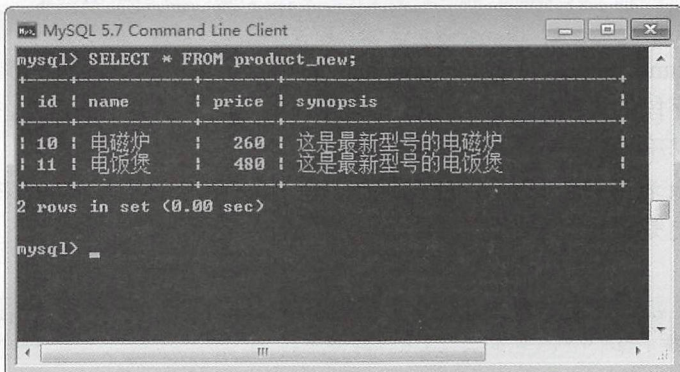 MySQL 5.7 Command Line Client
mysql> SELECT * FROM product_new;
+----+--------+-------+----------------------+
| id | name | price | synopsis |
+----+--------+-------+----------------------+
| 10 | 电磁炉 | 260 | 这是最新型号的电磁炉 |
| 11 | 电饭煲 | 480 | 这是最新型号的电饭煲 |
+----+--------+-------+----------------------+
2 rows in set (0.00 sec)
mysql>